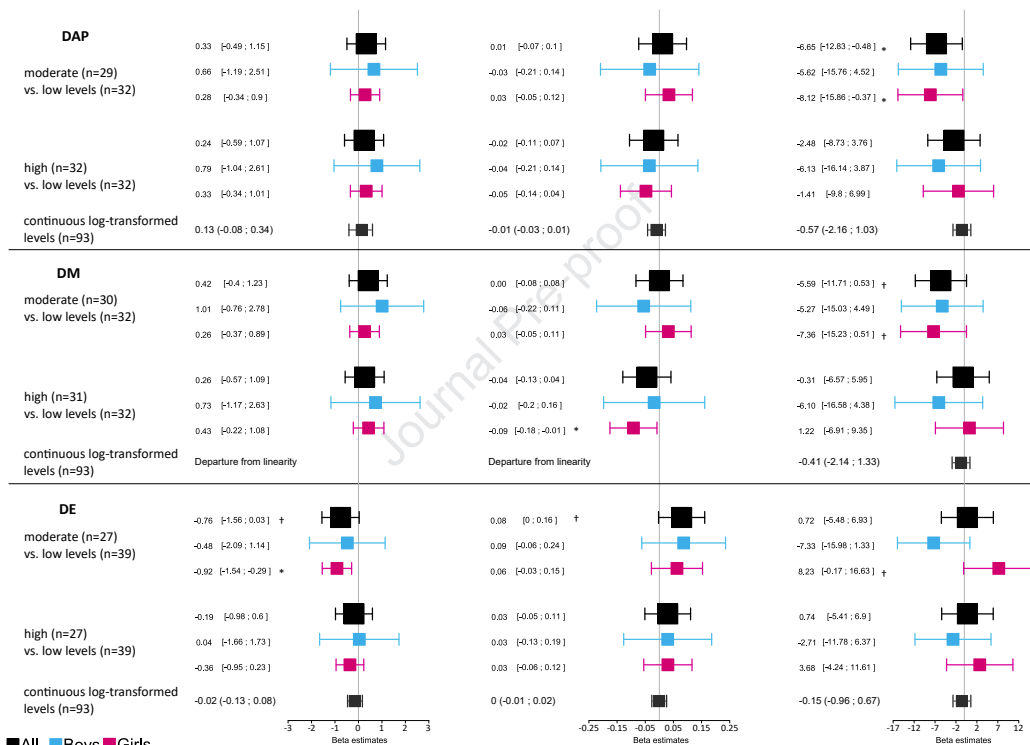 DAP
0.33 [-0.49 ; 1.15 ] 0.01 [-0.07 ; 0.1 ] -6.65 [-12.83 ; -0.48 ] *
moderate (n=29) 0.66 [-1.19 ; 2.51 ] -0.03 [-0.21 ; 0.14 ] -5.62 [-15.76 ; 4.52 ]
vs. low levels (n=32) 0.28 [-0.34 ; 0.9 ] 0.03 [-0.05 ; 0.12 ] -8.12 [-15.86 ; -0.37 ] *
0.24 [-0.59 ; 1.07 ] -0.02 [-0.11 ; 0.07 ] -2.48 [-8.73 ; 3.76 ]
high (n=32) 0.79 [-1.04 ; 2.61 ] -0.04 [-0.21 ; 0.14 ] -6.13 [-16.14 ; 3.87 ]
vs. low levels (n=32) 0.33 [-0.34 ; 1.01 ] -0.05 [-0.14 ; 0.04 ] -1.41 [-9.8 ; 6.99 ]
continuous log-transformed
levels (n=93) 0.13 (-0.08 ; 0.34) -0.01 (-0.03 ; 0.01) -0.57 (-2.16 ; 1.03)
DM
0.42 [-0.4 ; 1.23 ] 0.00 [-0.08 ; 0.08 ] -5.59 [-11.71 ; 0.53 ] †
moderate (n=30) 1.01 [-0.76 ; 2.78 ] -0.06 [-0.22 ; 0.11 ] -5.27 [-15.03 ; 4.49 ]
vs. low levels (n=32) 0.26 [-0.37 ; 0.89 ] 0.03 [-0.05 ; 0.11 ] -7.36 [-15.23 ; 0.51 ] †
0.26 [-0.57 ; 1.09 ] -0.04 [-0.13 ; 0.04 ] -0.31 [-6.57 ; 5.95 ]
high (n=31) 0.73 [-1.17 ; 2.63 ] -0.02 [-0.2 ; 0.16 ] -6.10 [-16.58 ; 4.38 ]
vs. low levels (n=32) 0.43 [-0.22 ; 1.08 ] -0.09 [-0.18 ; -0.01 ] * 1.22 [-6.91 ; 9.35 ]
continuous log-transformed
levels (n=93) Departure from linearity Departure from linearity -0.41 (-2.14 ; 1.33)
DE
-0.76 [-1.56 ; 0.03 ] † 0.08 [0 ; 0.16 ] † 0.72 [-5.48 ; 6.93 ]
moderate (n=27) -0.48 [-2.09 ; 1.14 ] 0.09 [-0.06 ; 0.24 ] -7.33 [-15.98 ; 1.33 ]
vs. low levels (n=39) -0.92 [-1.54 ; -0.29 ] * 0.06 [-0.03 ; 0.15 ] 8.23 [-0.17 ; 16.63 ] †
-0.19 [-0.98 ; 0.6 ] 0.03 [-0.05 ; 0.11 ] 0.74 [-5.41 ; 6.9 ]
high (n=27) 0.04 [-1.66 ; 1.73 ] 0.03 [-0.13 ; 0.19 ] -2.71 [-11.78 ; 6.37 ]
vs. low levels (n=39) -0.36 [-0.95 ; 0.23 ] 0.03 [-0.06 ; 0.12 ] 3.68 [-4.24 ; 11.61 ]
continuous log-transformed
levels (n=93) -0.02 (-0.13 ; 0.08) 0 (-0.01 ; 0.02) -0.15 (-0.96 ; 0.67)
-3 -2 -1 0 1 2 3 -0.25 -0.15 -0.05 0.05 0.15 0.25 -17 -12 -7 -2 2 7 12
Beta estimates Beta estimates Beta estimates
All Boys Girls
Journal Pre-proof